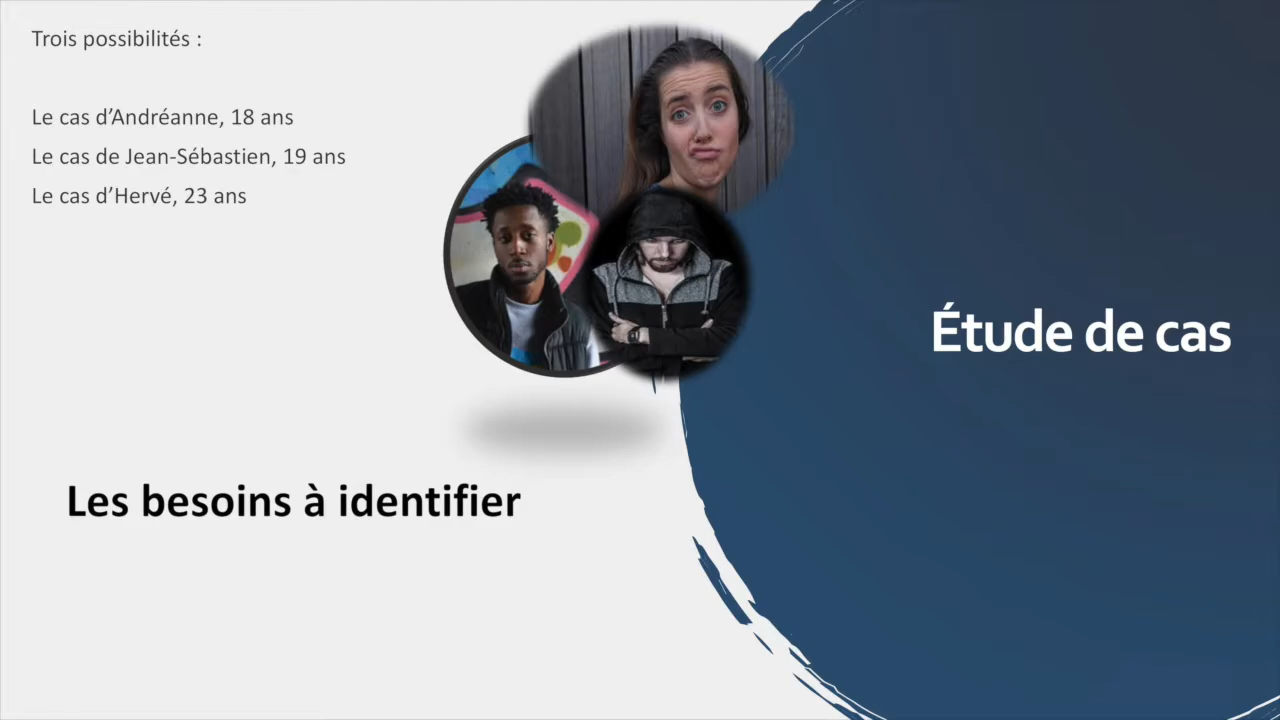 Trois possibilités :
Le cas d’Andréanne, 18 ans
Le cas de Jean-Sébastien, 19 ans
Le cas d’Hervé, 23 ans
Étude de cas
Les besoins à identifier